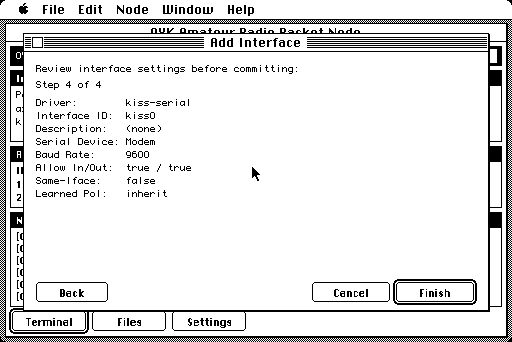 File Edit Node Window Help
Amateur Radio Packet Node
Add Interface
Review interface settings before committing:
Step 4 of 4
Driver: kiss-serial
Interface ID: kiss0
Description: (none)
Serial Device: Modem
Baud Rate: 9600
Allow In/Out: true / true
Same-Iface: false
Learned Pol: inherit
Back Cancel Finish
Terminal Files Settings